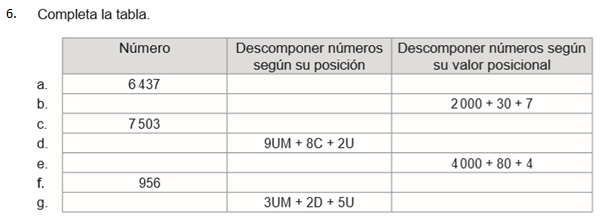 6. Completa la tabla.
Número Descomponer números según su posición Descomponer números según su valor posicional
a. 6 437
b. 2 000 + 30 + 7
c. 7 503
d. 9UM + 8C + 2U
e. 4 000 + 80 + 4
f. 956
g. 3UM + 2D + 5U